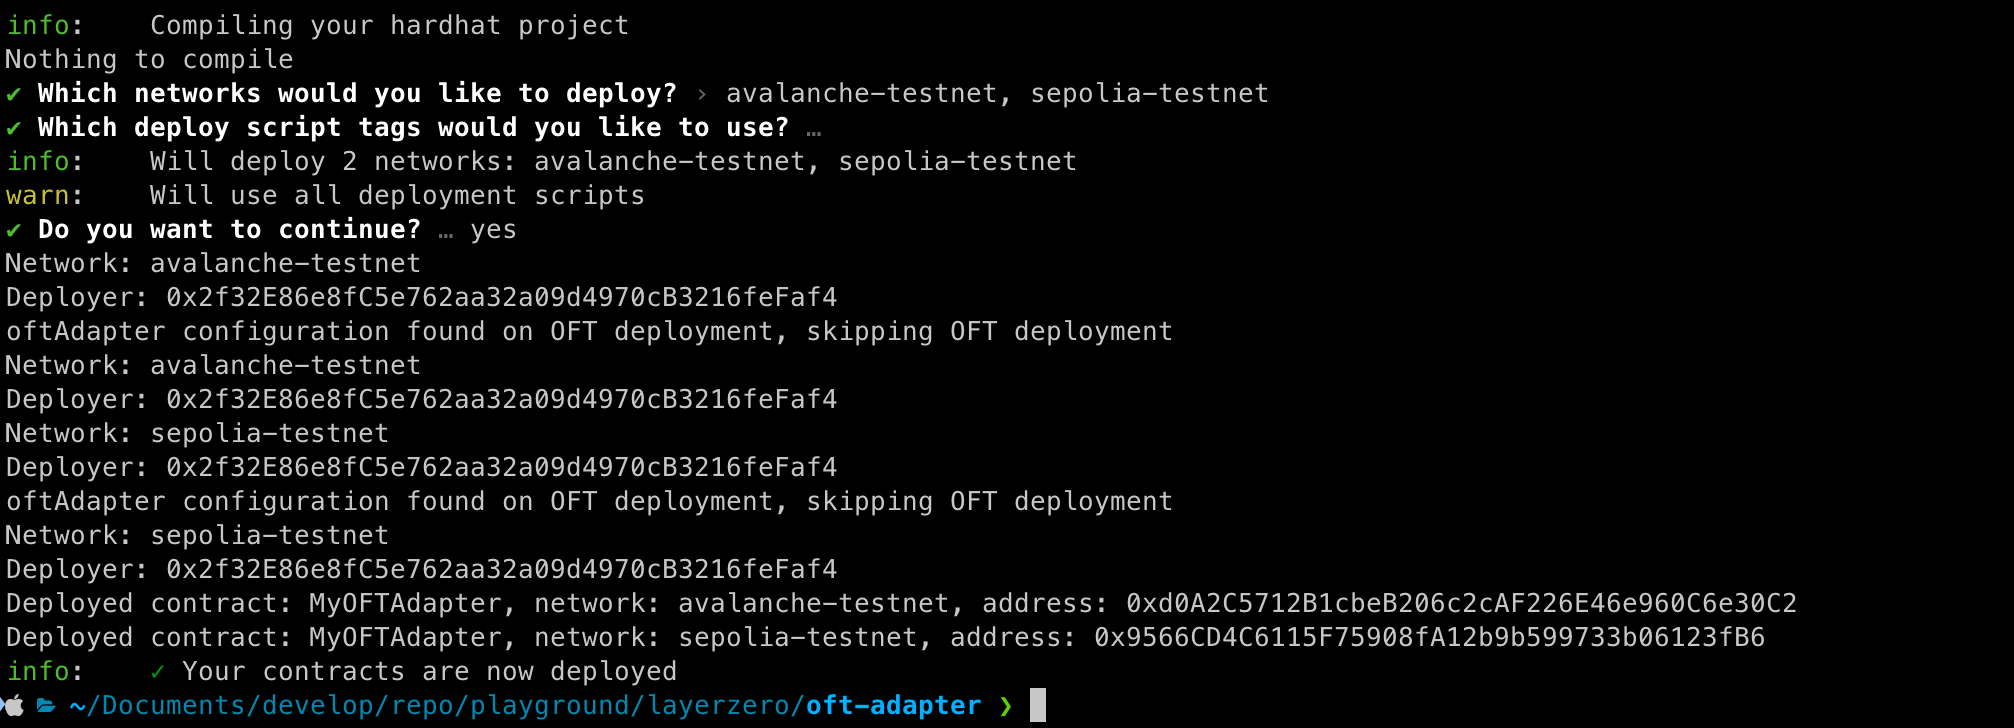 info:    Compiling your hardhat project
Nothing to compile
✔ Which networks would you like to deploy? › avalanche-testnet, sepolia-testnet
✔ Which deploy script tags would you like to use? …
info:    Will deploy 2 networks: avalanche-testnet, sepolia-testnet
warn:    Will use all deployment scripts
✔ Do you want to continue? … yes
Network: avalanche-testnet
Deployer: 0x2f32E86e8fC5e762aa32a09d4970cB3216feFaf4
oftAdapter configuration found on OFT deployment, skipping OFT deployment
Network: avalanche-testnet
Deployer: 0x2f32E86e8fC5e762aa32a09d4970cB3216feFaf4
Network: sepolia-testnet
Deployer: 0x2f32E86e8fC5e762aa32a09d4970cB3216feFaf4
oftAdapter configuration found on OFT deployment, skipping OFT deployment
Network: sepolia-testnet
Deployer: 0x2f32E86e8fC5e762aa32a09d4970cB3216feFaf4
Deployed contract: MyOFTAdapter, network: avalanche-testnet, address: 0xd0A2C5712B1cbeB206c2cAF226E46e960C6e30C2
Deployed contract: MyOFTAdapter, network: sepolia-testnet, address: 0x9566CD4C6115F75908fA12b9b599733b06123fB6
info:    ✓ Your contracts are now deployed
~/Documents/develop/repo/playground/layerzero/oft-adapter ❯